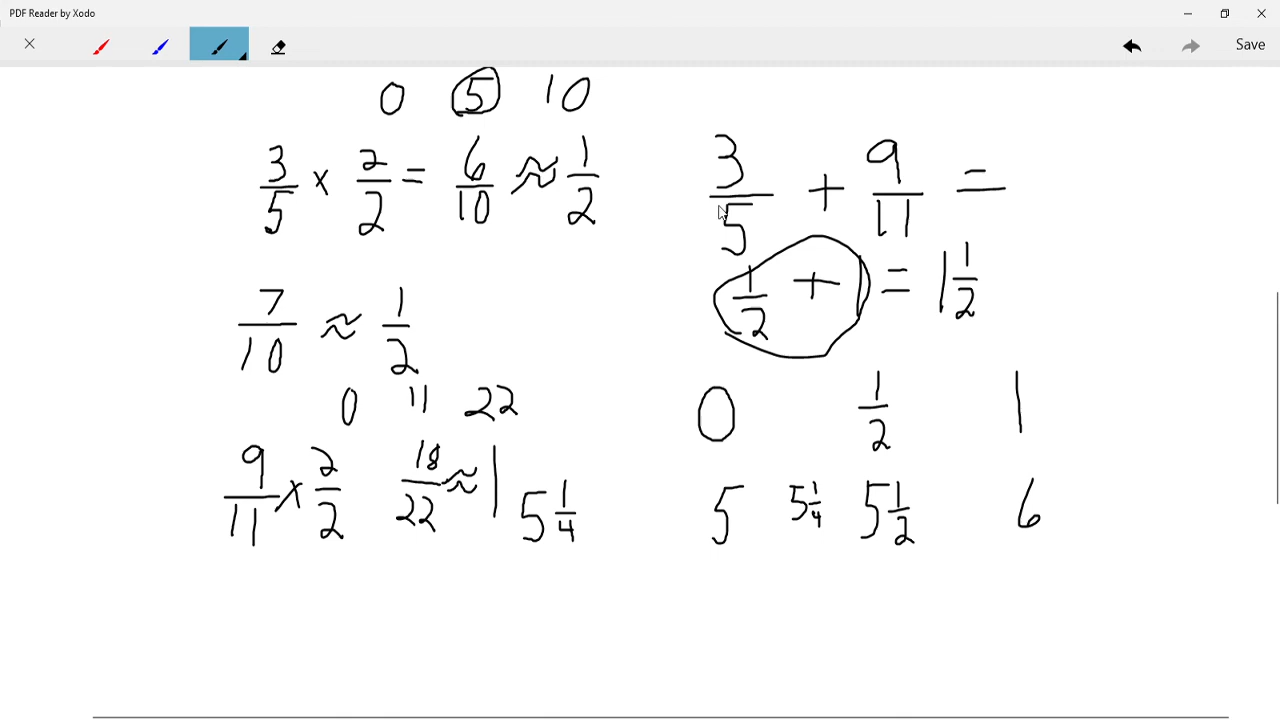 PDF Reader by Xodo
Save
0 5 10
3/5 × 2/2 = 6/10 ≈ 1/2
3/5 + 9/11 =
1/2 + 1 = 1 1/2
7/10 ≈ 1/2
0 11 22
0 1/2 1
9/11 × 2/2 18/22 ≈ 1
5 1/4
5 5 1/4 5 1/2 6